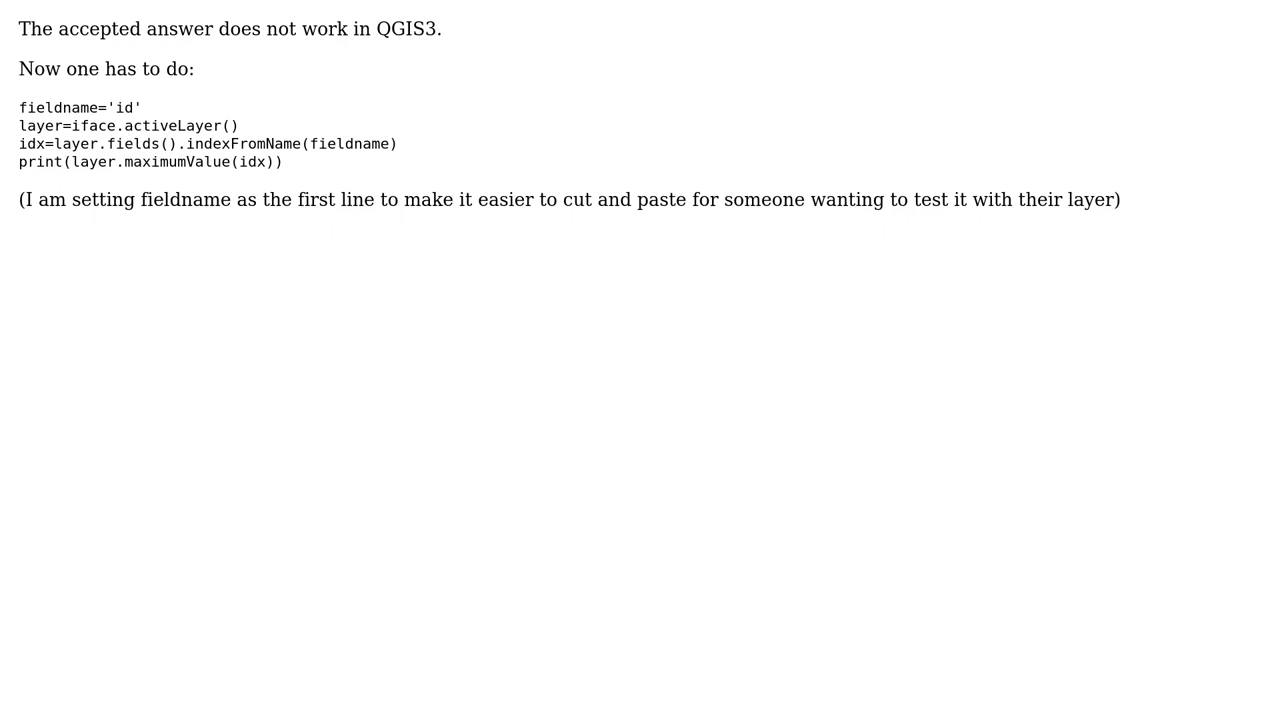 The accepted answer does not work in QGIS3.
Now one has to do:
fieldname='id'
layer=iface.activeLayer()
idx=layer.fields().indexFromName(fieldname)
print(layer.maximumValue(idx))
(I am setting fieldname as the first line to make it easier to cut and paste for someone wanting to test it with their layer)